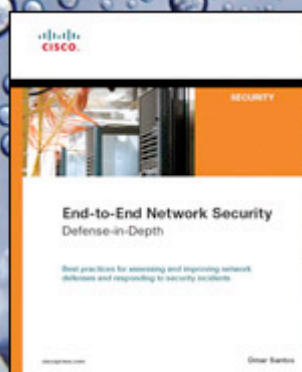 CISCO.
SECURITY
End-to-End Network Security
Defense-in-Depth
Best practices for assessing and improving network
defenses and responding to security incidents
ciscopress.com
Omar Santos